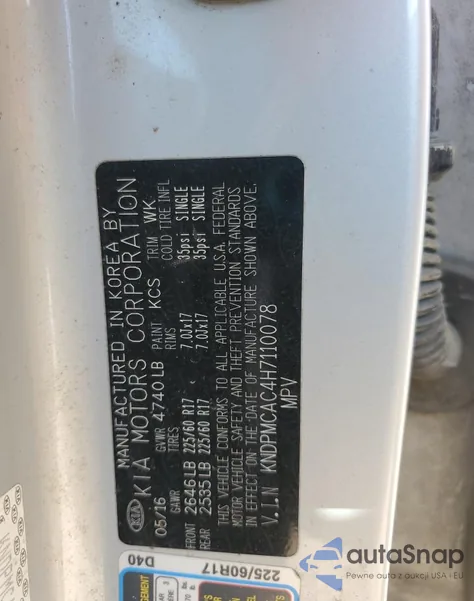 MANUFACTURED IN KOREA BY
KIA KIA MOTORS CORPORATION
05/16 GVWR 4740LB PAINT KCS TRIM WK
GAWR TIRES RIMS COLD TIRE INFL
FRONT 2646LB 225/60 R17 7.0Jx17 35psi SINGLE
REAR 2535LB 225/60 R17 7.0Jx17 35psi SINGLE
THIS VEHICLE CONFORMS TO ALL APPLICABLE U.S.A. FEDERAL
MOTOR VEHICLE SAFETY AND THEFT PREVENTION STANDARDS
IN EFFECT ON THE DATE OF MANUFACTURE SHOWN ABOVE.
V.I.N KNDPMCAC4H7110078
MPV
D40
225/60R17
autoSnap
Pewne auto z USA i EU